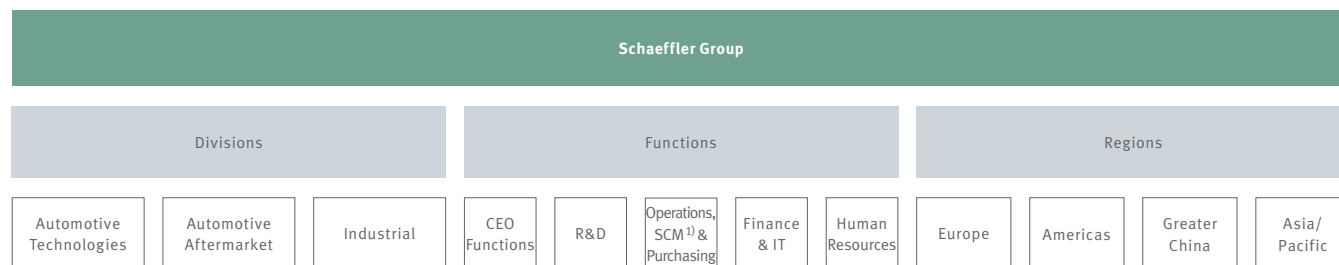 Schaeffler Group
Divisions
Functions
Regions
Automotive
Technologies
Automotive
Aftermarket
Industrial
CEO
Functions
R&D
Operations,
SCM 1) &
Purchasing
Finance
& IT
Human
Resources
Europe
Americas
Greater
China
Asia/
Pacific